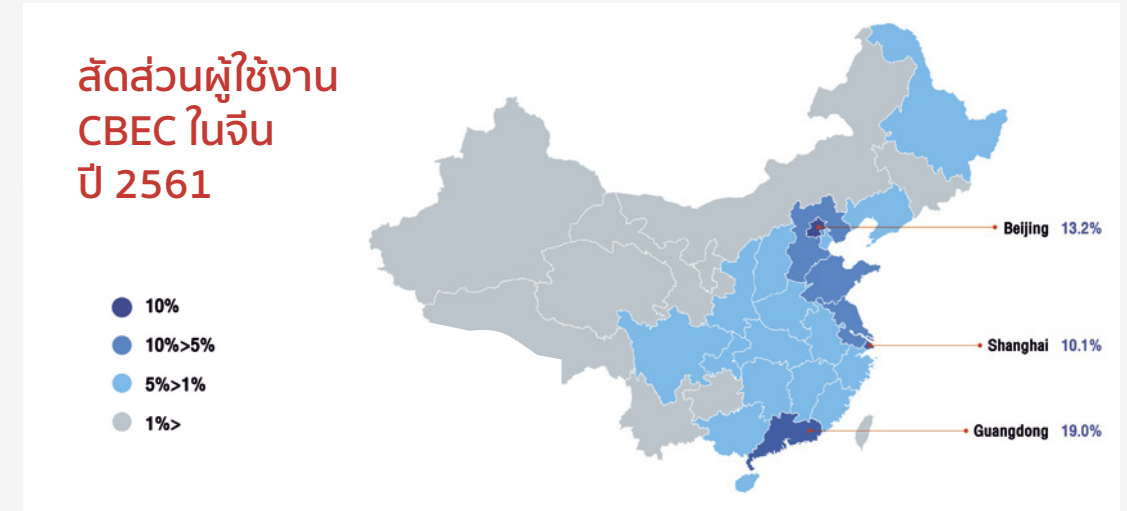 สัดส่วนผู้ใช้งาน
CBEC ในจีน
ปี 2561
10%
10%>5%
5%>1%
1%>
Beijing 13.2%
Shanghai 10.1%
Guangdong 19.0%